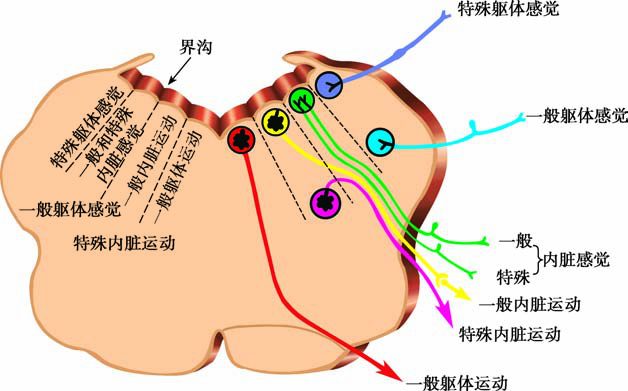 特殊躯体感觉
界沟
一般躯体感觉
特殊躯体感觉
一般和特殊
内脏感觉
一般内脏运动
一般躯体运动
一般躯体感觉
特殊内脏运动
一般
内脏感觉
特殊
一般内脏运动
特殊内脏运动
一般躯体运动